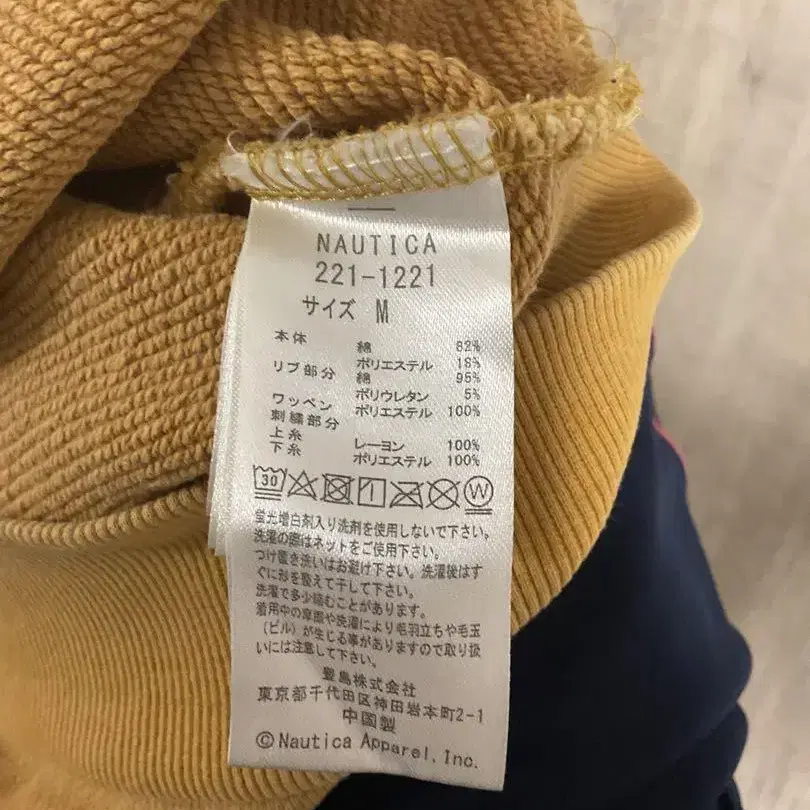 NAUTICA
221-1221
サイズ M
本体 綿 82%
ポリエステル 18%
リブ部分 綿 95%
ポリウレタン 5%
ワッペン ポリエステル 100%
刺繍部分
上糸 レーヨン 100%
下糸 ポリエステル 100%
30 W
蛍光増白剤入り洗剤を使用しないで下さい。
洗濯の際はネットをご使用下さい。
つけ置き洗いはお避け下さい。洗濯後はす
ぐに形を整えて干して下さい。
洗濯で多少縮むことがあります。
着用中の摩擦や洗濯により毛羽立ちや毛玉
(ピル)が生じる事がありますので取り扱
いには注意して下さい。
豊島株式会社
東京都千代田区神田岩本町2-1
中国製
©Nautica Apparel, Inc.